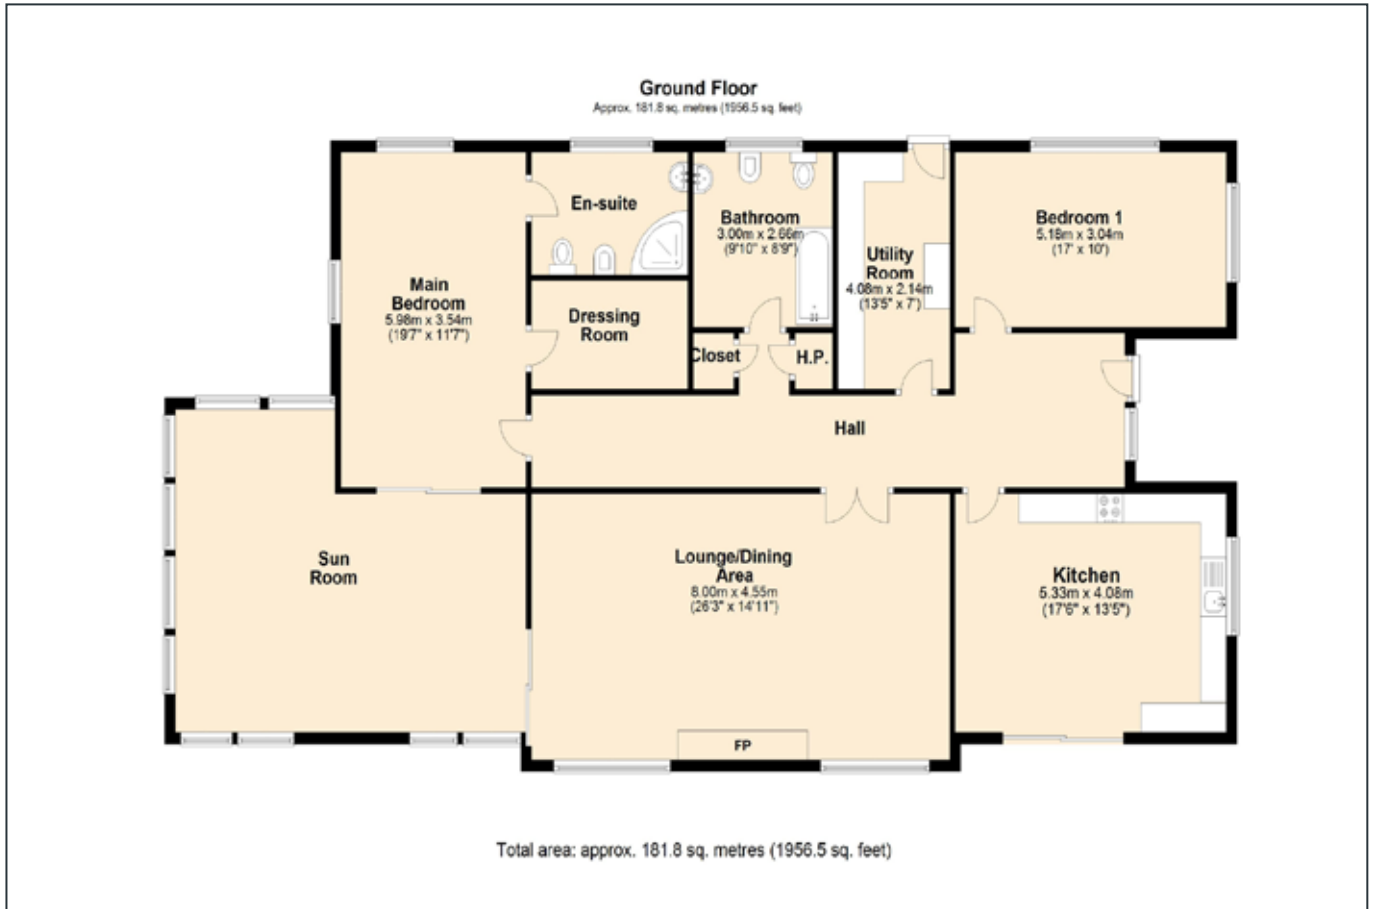 Ground Floor
Approx. 181.8 sq. metres (1956.5 sq. feet)
En-suite
Bathroom
3.00m x 2.66m
(9'10" x 8'9")
Bedroom 1
5.18m x 3.04m
(17' x 10')
Utility
Room
4.08m x 2.14m
(13'5" x 7')
Main
Bedroom
5.98m x 3.54m
(19'7" x 11'7")
Dressing
Room
Closet
H.P.
Hall
Sun
Room
Lounge/Dining
Area
8.00m x 4.55m
(26'3" x 14'11")
Kitchen
5.33m x 4.08m
(17'6" x 13'5")
FP
Total area: approx. 181.8 sq. metres (1956.5 sq. feet)